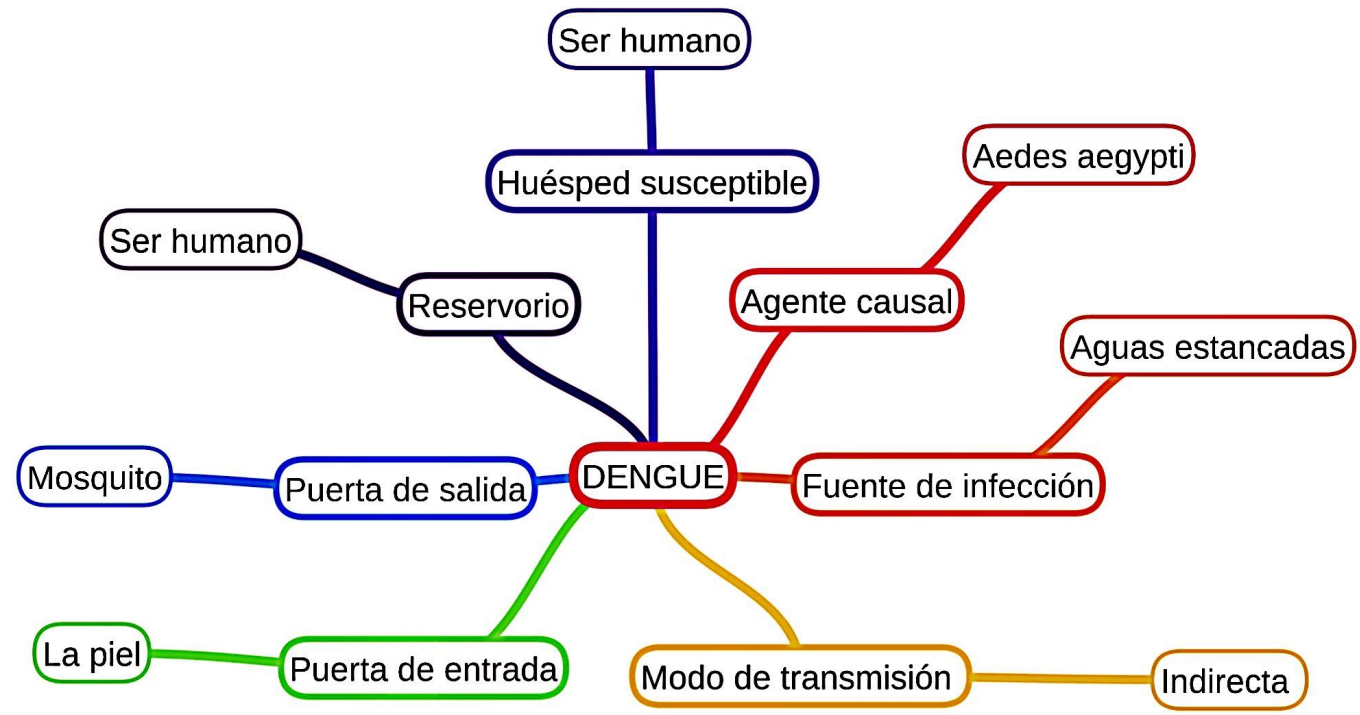 Ser humano
Huésped susceptible
Aedes aegypti
Agente causal
Ser humano
Reservorio
Aguas estancadas
Fuente de infección
DENGUE
Mosquito
Puerta de salida
La piel
Puerta de entrada
Modo de transmisión
Indirecta